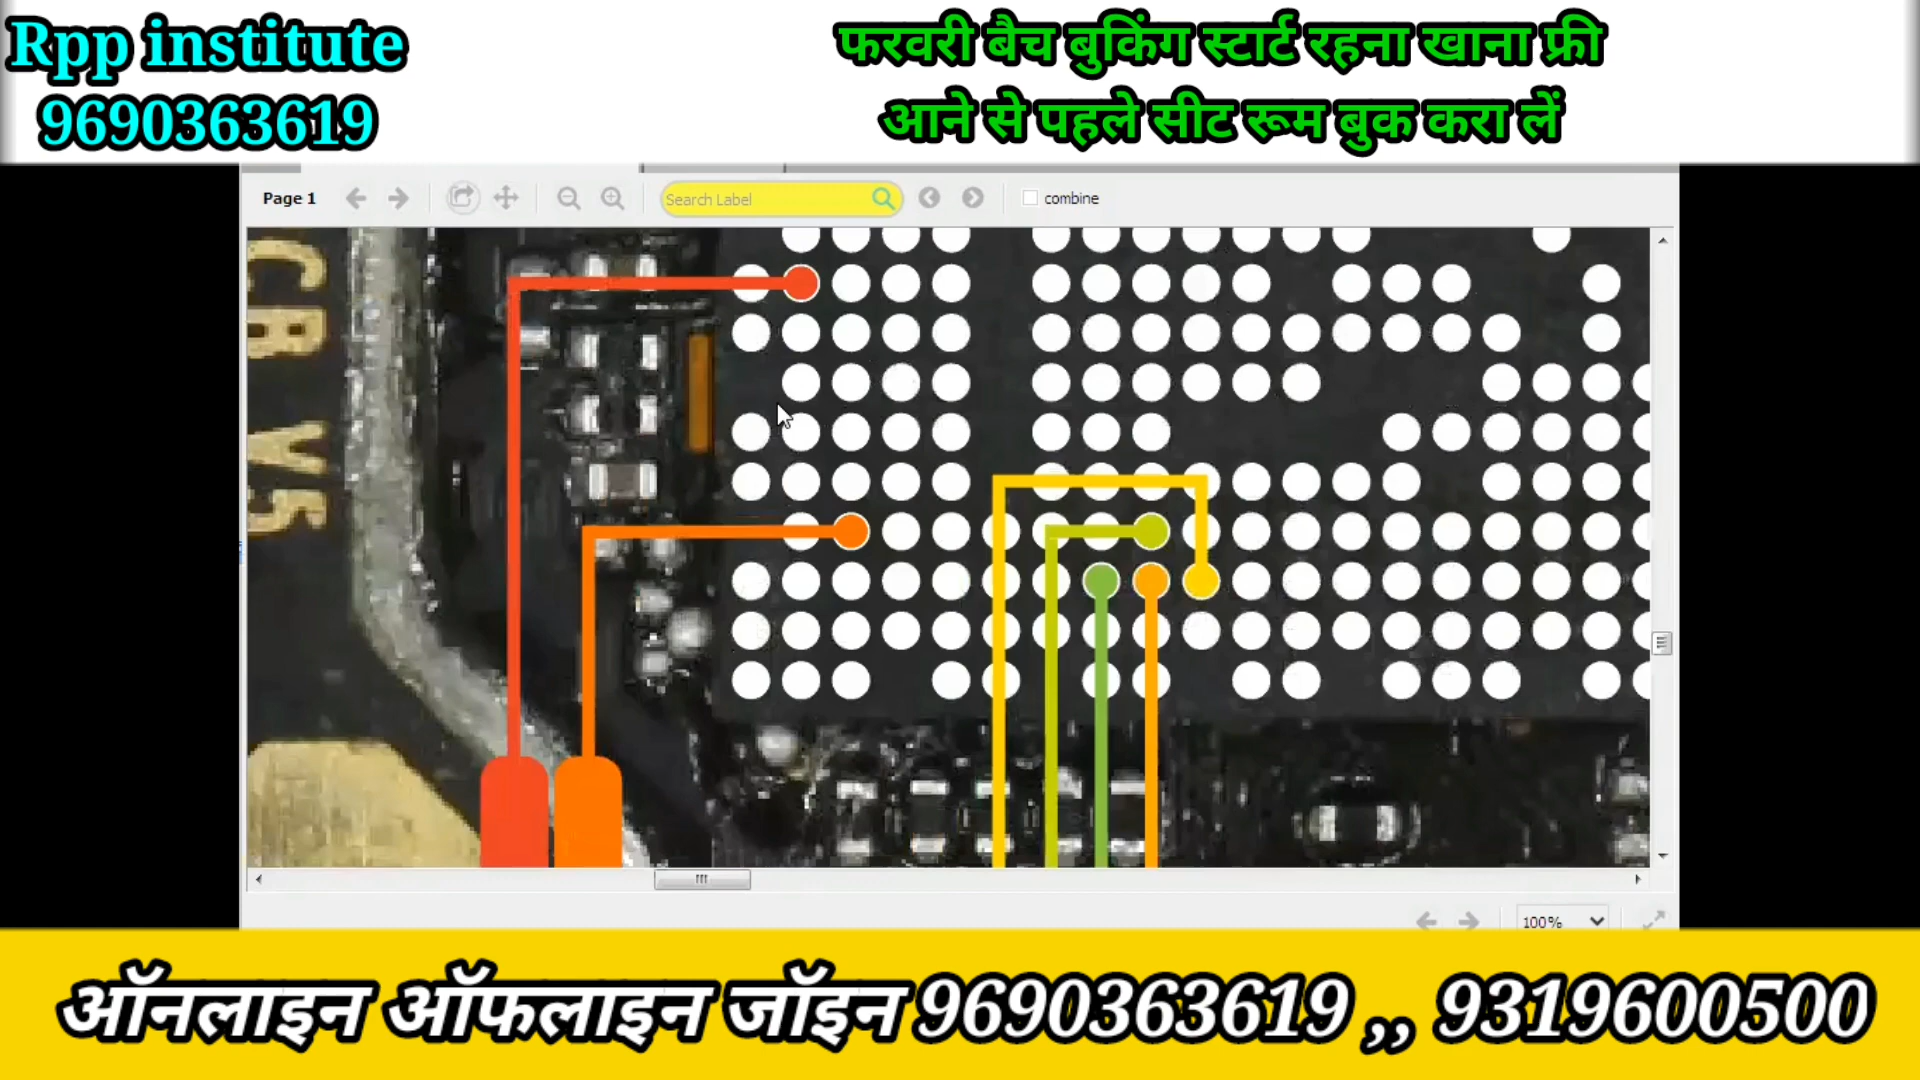 Rpp institute
9690363619
फरवरी बैच बुकिंग स्टार्ट रहना खाना फ्री
आने से पहले सीट रूम बुक करा लें
Page 1
Search Label
combine
CB V5
100%
ऑनलाइन ऑफलाइन जॉइन 9690363619 ,, 9319600500